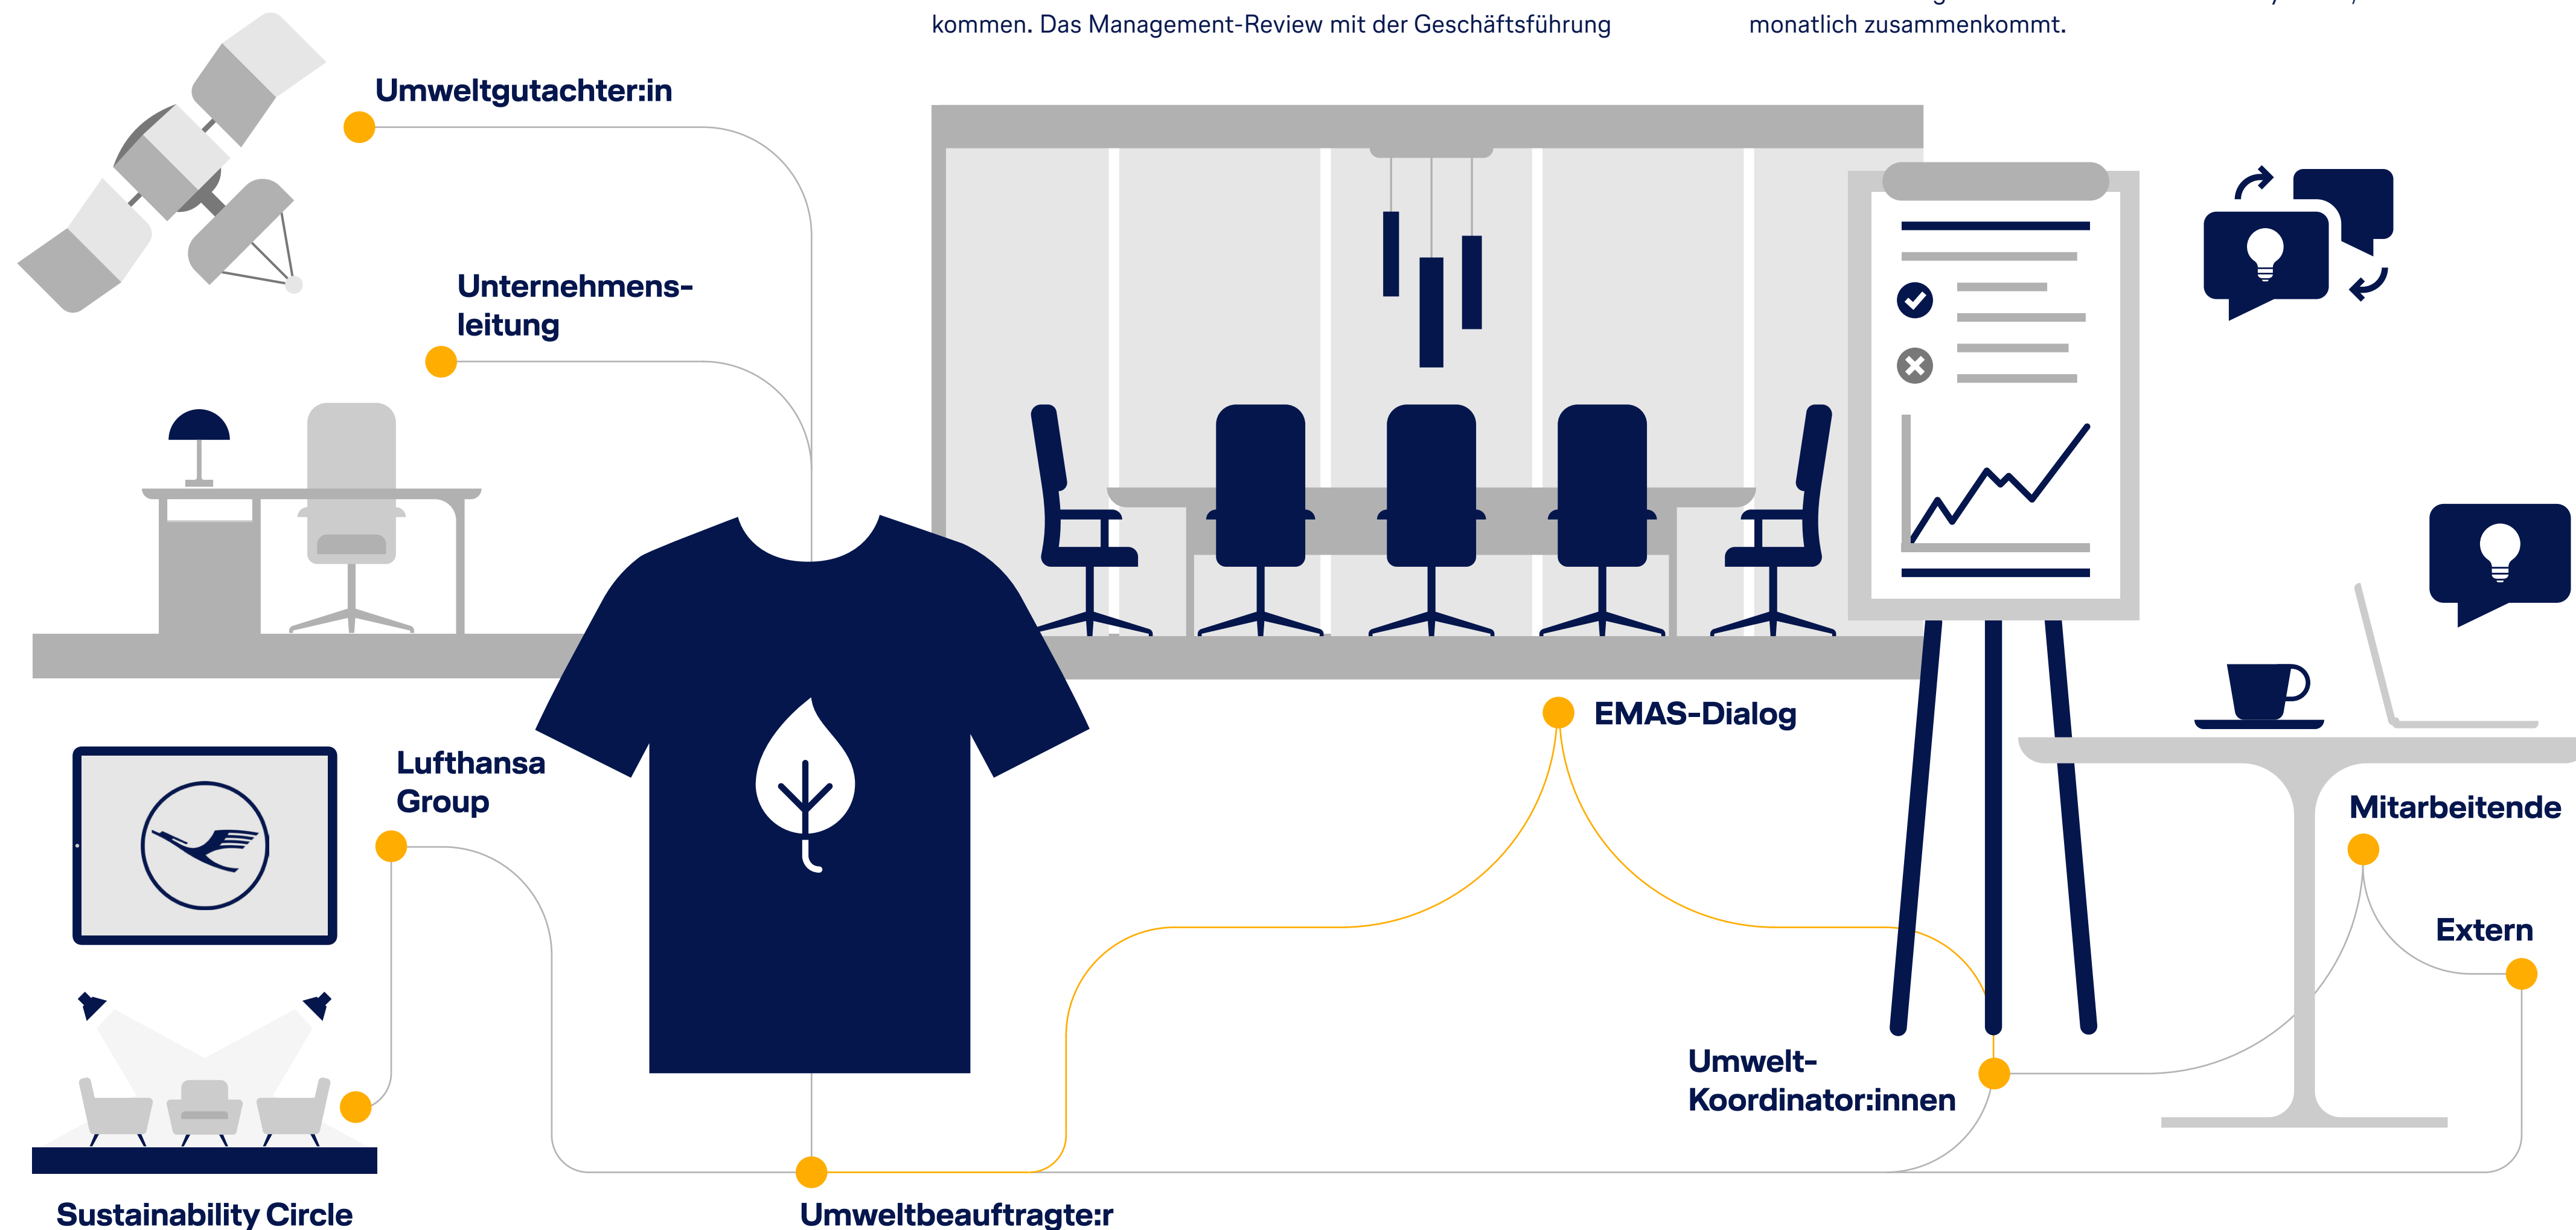 kommen. Das Management-Review mit der Geschäftsführung
monatlich zusammenkommt.
Umweltgutachter:in
Unternehmens-
leitung
EMAS-Dialog
Lufthansa
Group
Mitarbeitende
Extern
Umwelt-
Koordinator:innen
Sustainability Circle
Umweltbeauftragte:r